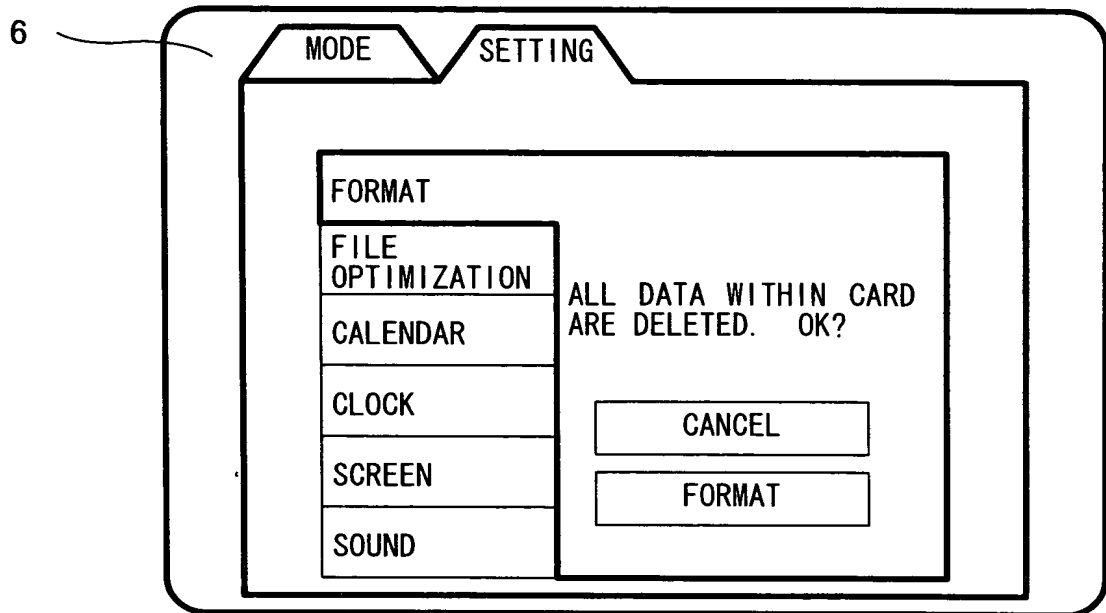 6
MODE
SETTING
FORMAT
FILE
OPTIMIZATION
CALENDAR
CLOCK
SCREEN
SOUND
ALL DATA WITHIN CARD
ARE DELETED. OK?
CANCEL
FORMAT